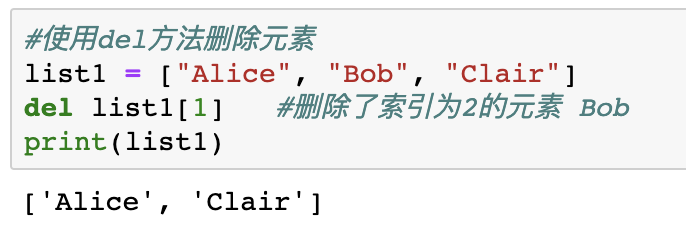 #使用del方法删除元素
list1 = ["Alice", "Bob", "Clair"]
del list1[1]   #删除了索引为2的元素 Bob
print(list1)
['Alice', 'Clair']